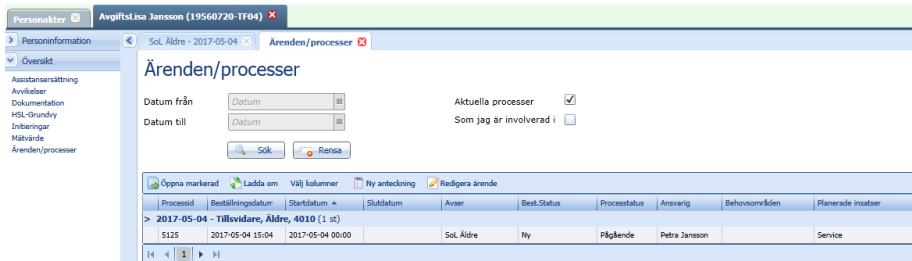 Personakter
AvgiftsLisa Jansson (19560720-TF04)
Personinformation
Översikt
Assistansersättning
Avvikelser
Dokumentation
HSL-Grundvy
Initieringar
Mätvärde
Ärenden/processer
SoL Äldre - 2017-05-04
Ärenden/processer
Ärenden/processer
Datum från Datum
Aktuella processer
Datum till Datum
Som jag är involverad i
Sök Rensa
Öppna markerad Ladda om Välj kolumner Ny anteckning Redigera ärende
Processid Beställningsdatum Startdatum Slutdatum Avser Best.Status Processtatus Ansvarig Behovsområden Planerade insatser
> 2017-05-04 - Tillsvidare, Äldre, 4010 (1 st)
5125 2017-05-04 15:04 2017-05-04 00:00 SoL Äldre Ny Pågående Petra Jansson Service
1